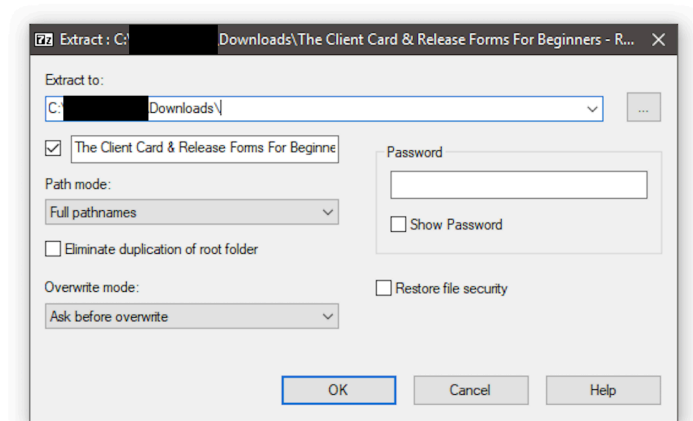 7z Extract : C:\ Downloads\The Client Card & Release Forms For Beginners - R...
Extract to:
C:\ Downloads\
...
The Client Card & Release Forms For Beginne
Password
Path mode:
Full pathnames
Show Password
Eliminate duplication of root folder
Overwrite mode:
Restore file security
Ask before overwrite
OK Cancel Help